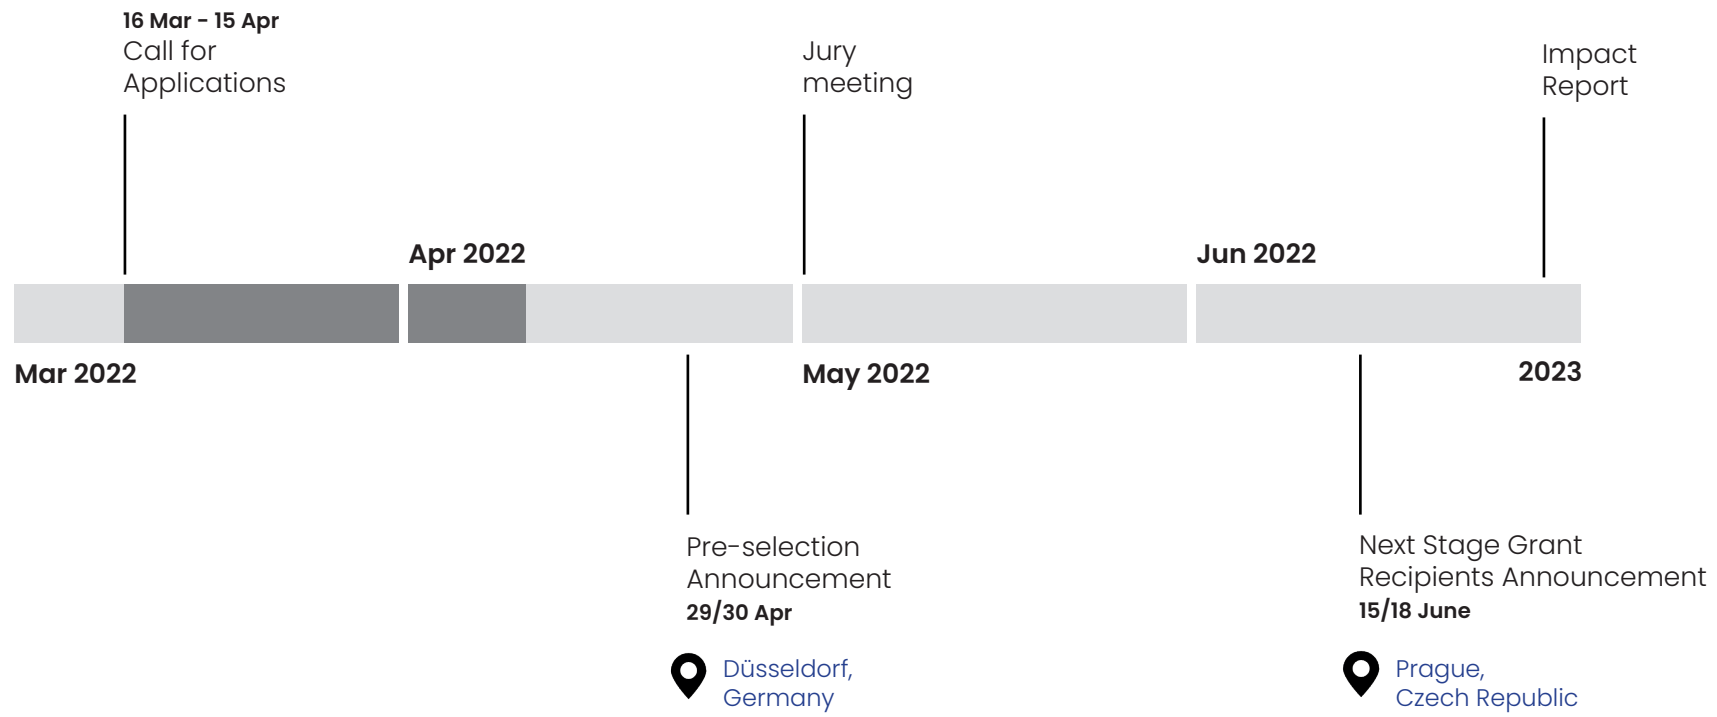 16 Mar - 15 Apr
Call for
Applications
Jury
meeting
Impact
Report
Apr 2022
Jun 2022
Mar 2022
May 2022
2023
Pre-selection
Announcement
29/30 Apr
Düsseldorf,
Germany
Next Stage Grant
Recipients Announcement
15/18 June
Prague,
Czech Republic